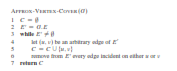 APPROX-VERTEX-COVER(G)
1 C = ∅
2 E' = G.E
3 while E' ≠ ∅
4 let (u, v) be an arbitrary edge of E'
5 C = C ∪ {u, v}
6 remove from E' every edge incident on either u or v
7 return C